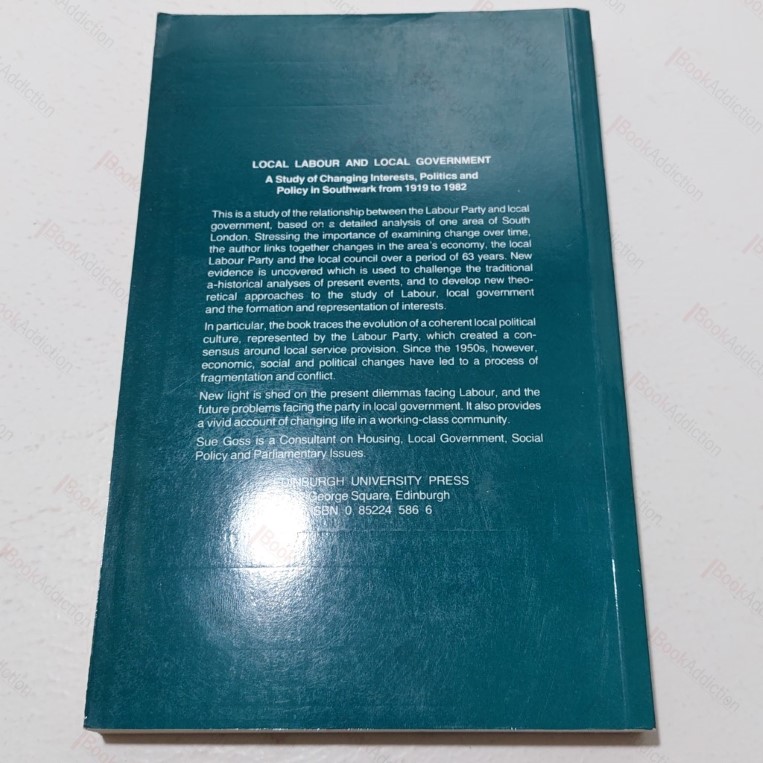 LOCAL LABOUR AND LOCAL GOVERNMENT
A Study of Changing Interests, Politics and
Policy in Southwark from 1919 to 1982
This is a study of the relationship between the Labour Party and local
government, based on a detailed analysis of one area of South
London. Stressing the importance of examining change over time,
the author links together changes in the area's economy, the local
Labour Party and the local council over a period of 63 years. New
evidence is uncovered which is used to challenge the traditional
a-historical analyses of present events, and to develop new theo-
retical approaches to the study of Labour, local government
and the formation and representation of interests.
In particular, the book traces the evolution of a coherent local political
culture, represented by the Labour Party, which created a con-
sensus around local service provision. Since the 1950s, however,
economic, social and political changes have led to a process of
fragmentation and conflict.
New light is shed on the present dilemmas facing Labour, and the
future problems facing the party in local government. It also provides
a vivid account of changing life in a working-class community.
Sue Goss is a Consultant on Housing, Local Government, Social
Policy and Parliamentary Issues.
EDINBURGH UNIVERSITY PRESS
George Square, Edinburgh
ISBN 0 85224 586 6
BookAddiction